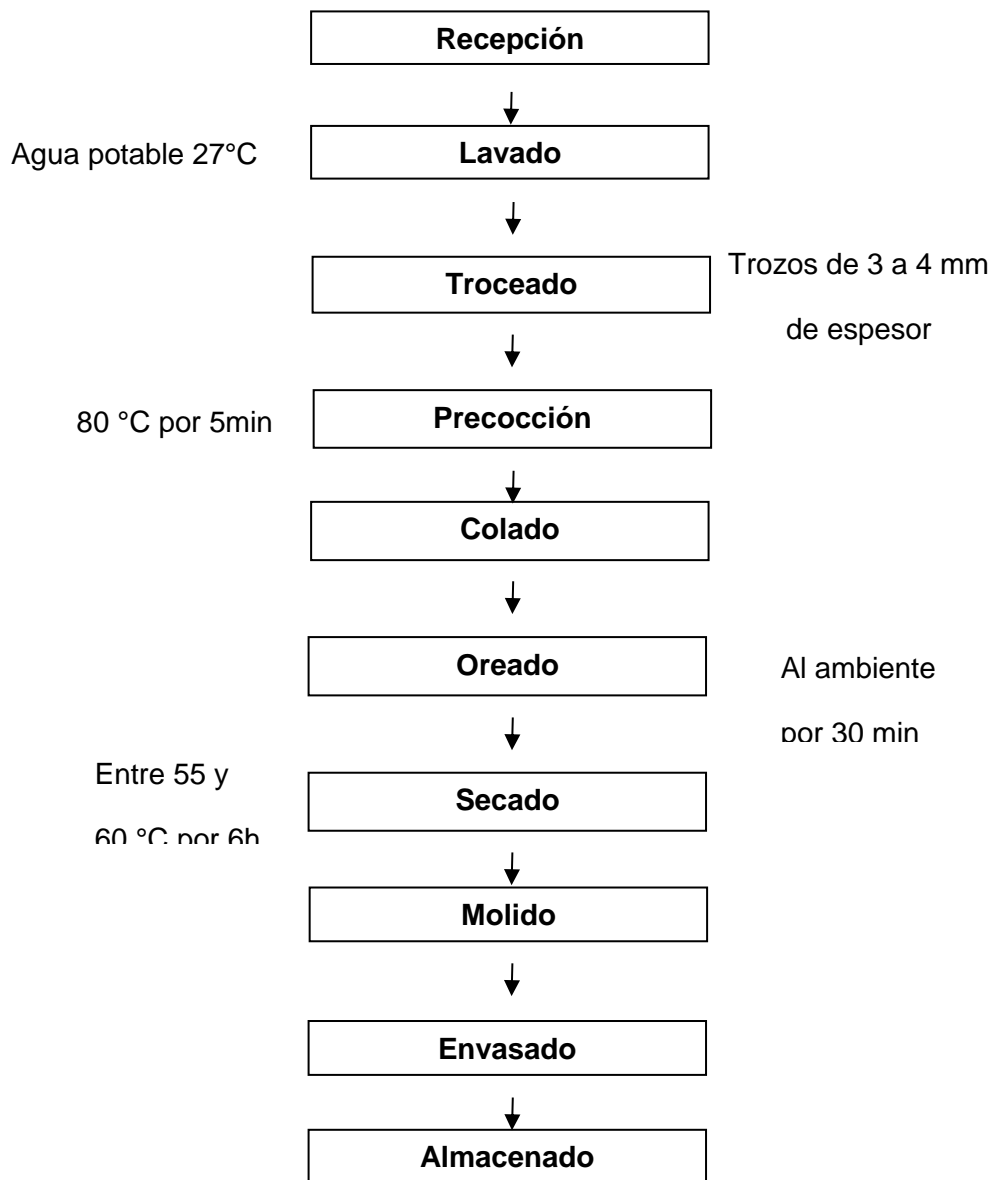 Recepción
Agua potable 27°C
Lavado
Troceado
Trozos de 3 a 4 mm
de espesor
80 °C por 5min
Precocción
Colado
Oreado
Al ambiente
por 30 min
Entre 55 y
60 °C por 6h
Secado
Molido
Envasado
Almacenado